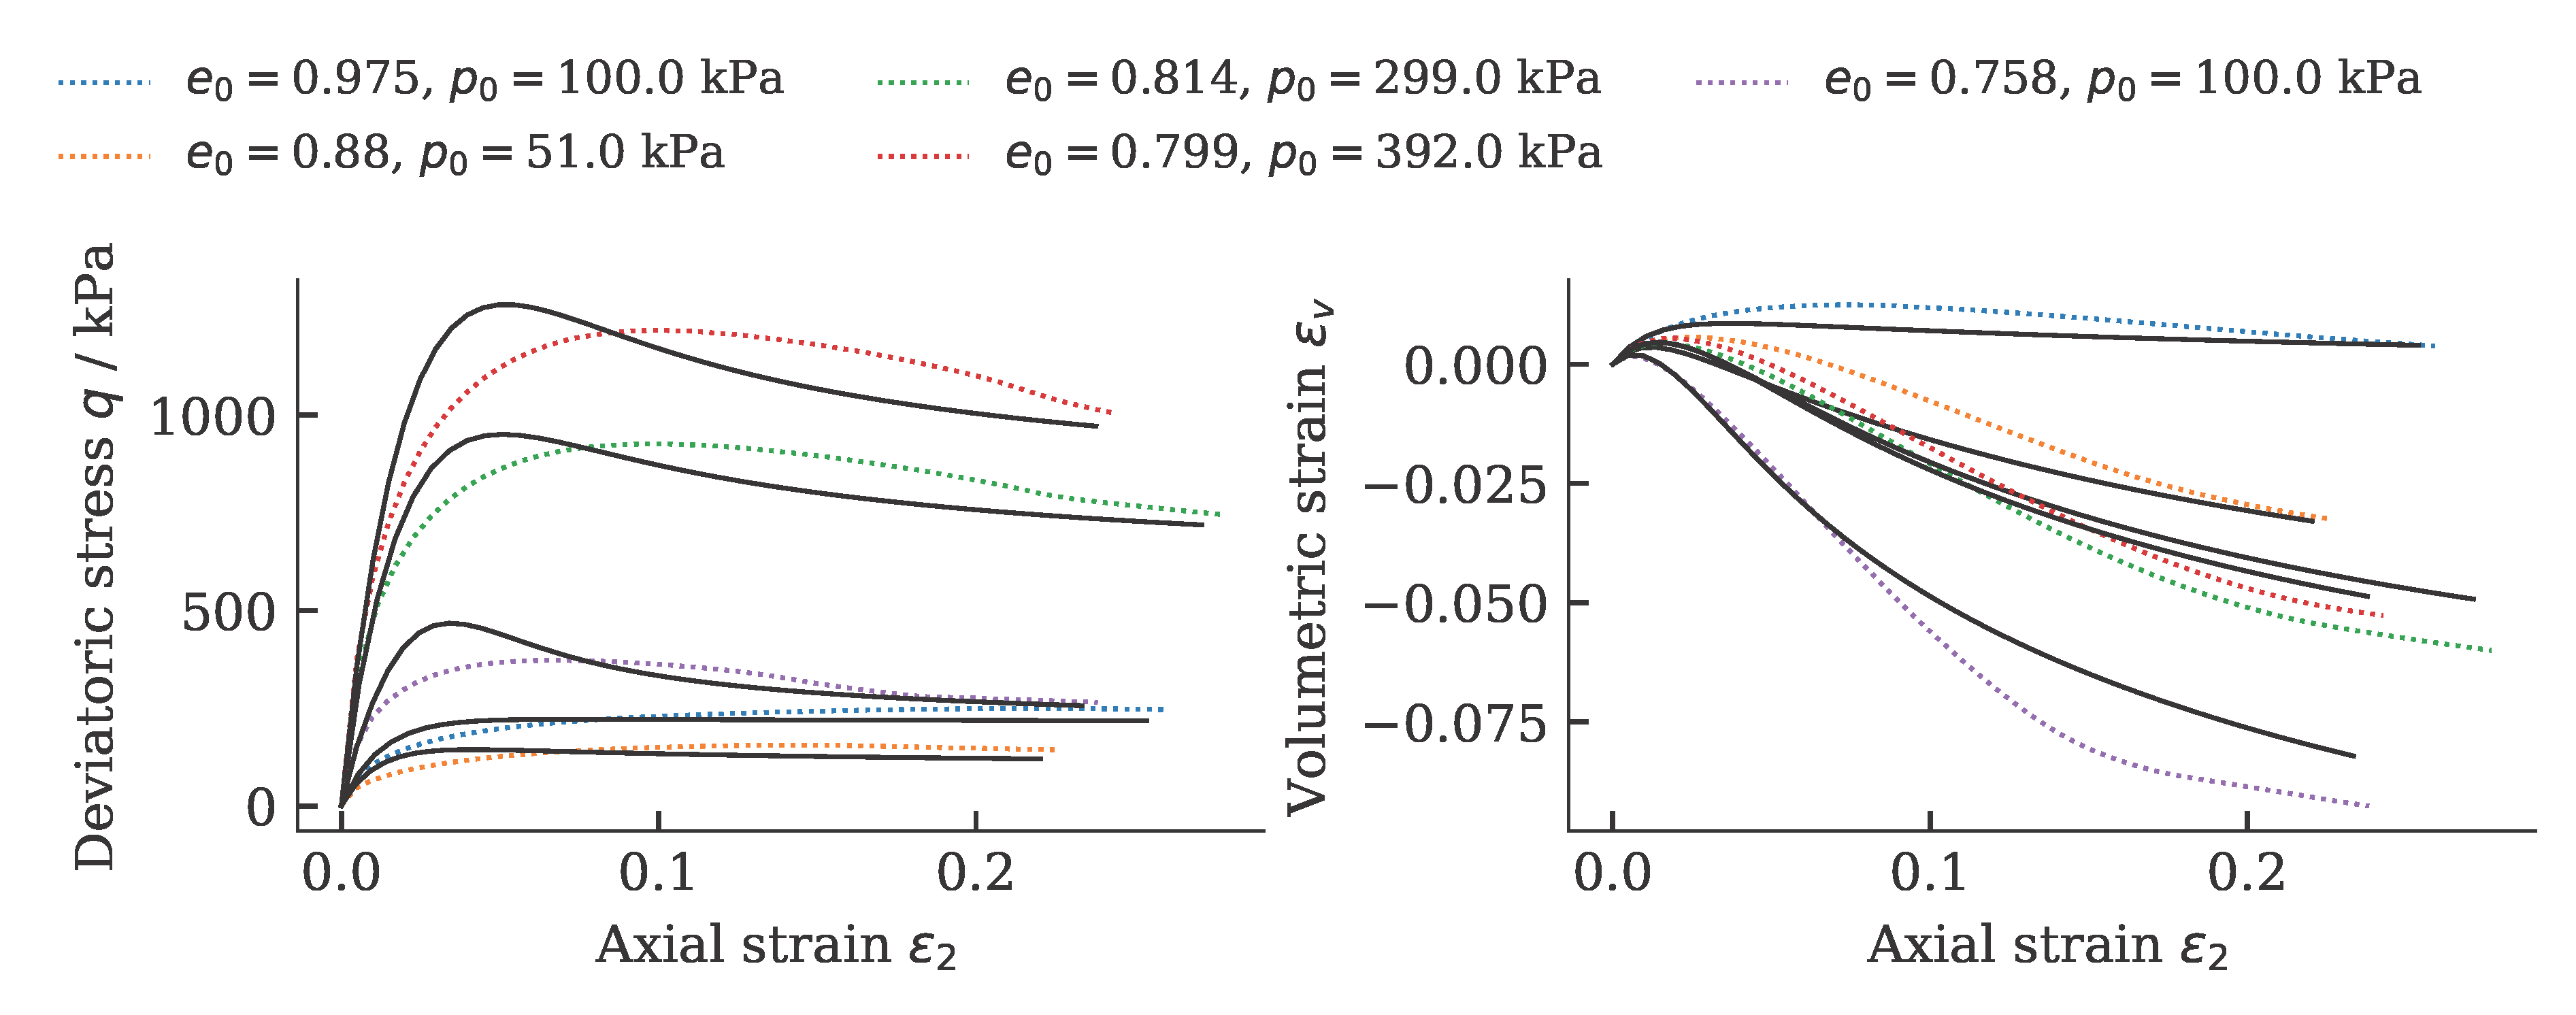 e₀ = 0.975, p₀ = 100.0 kPa
e₀ = 0.88, p₀ = 51.0 kPa
e₀ = 0.814, p₀ = 299.0 kPa
e₀ = 0.799, p₀ = 392.0 kPa
e₀ = 0.758, p₀ = 100.0 kPa
Deviatoric stress q / kPa
1000
500
0
0.0 0.1 0.2
Axial strain ε₂
Volumetric strain εᵥ
0.000
−0.025
−0.050
−0.075
0.0 0.1 0.2
Axial strain ε₂